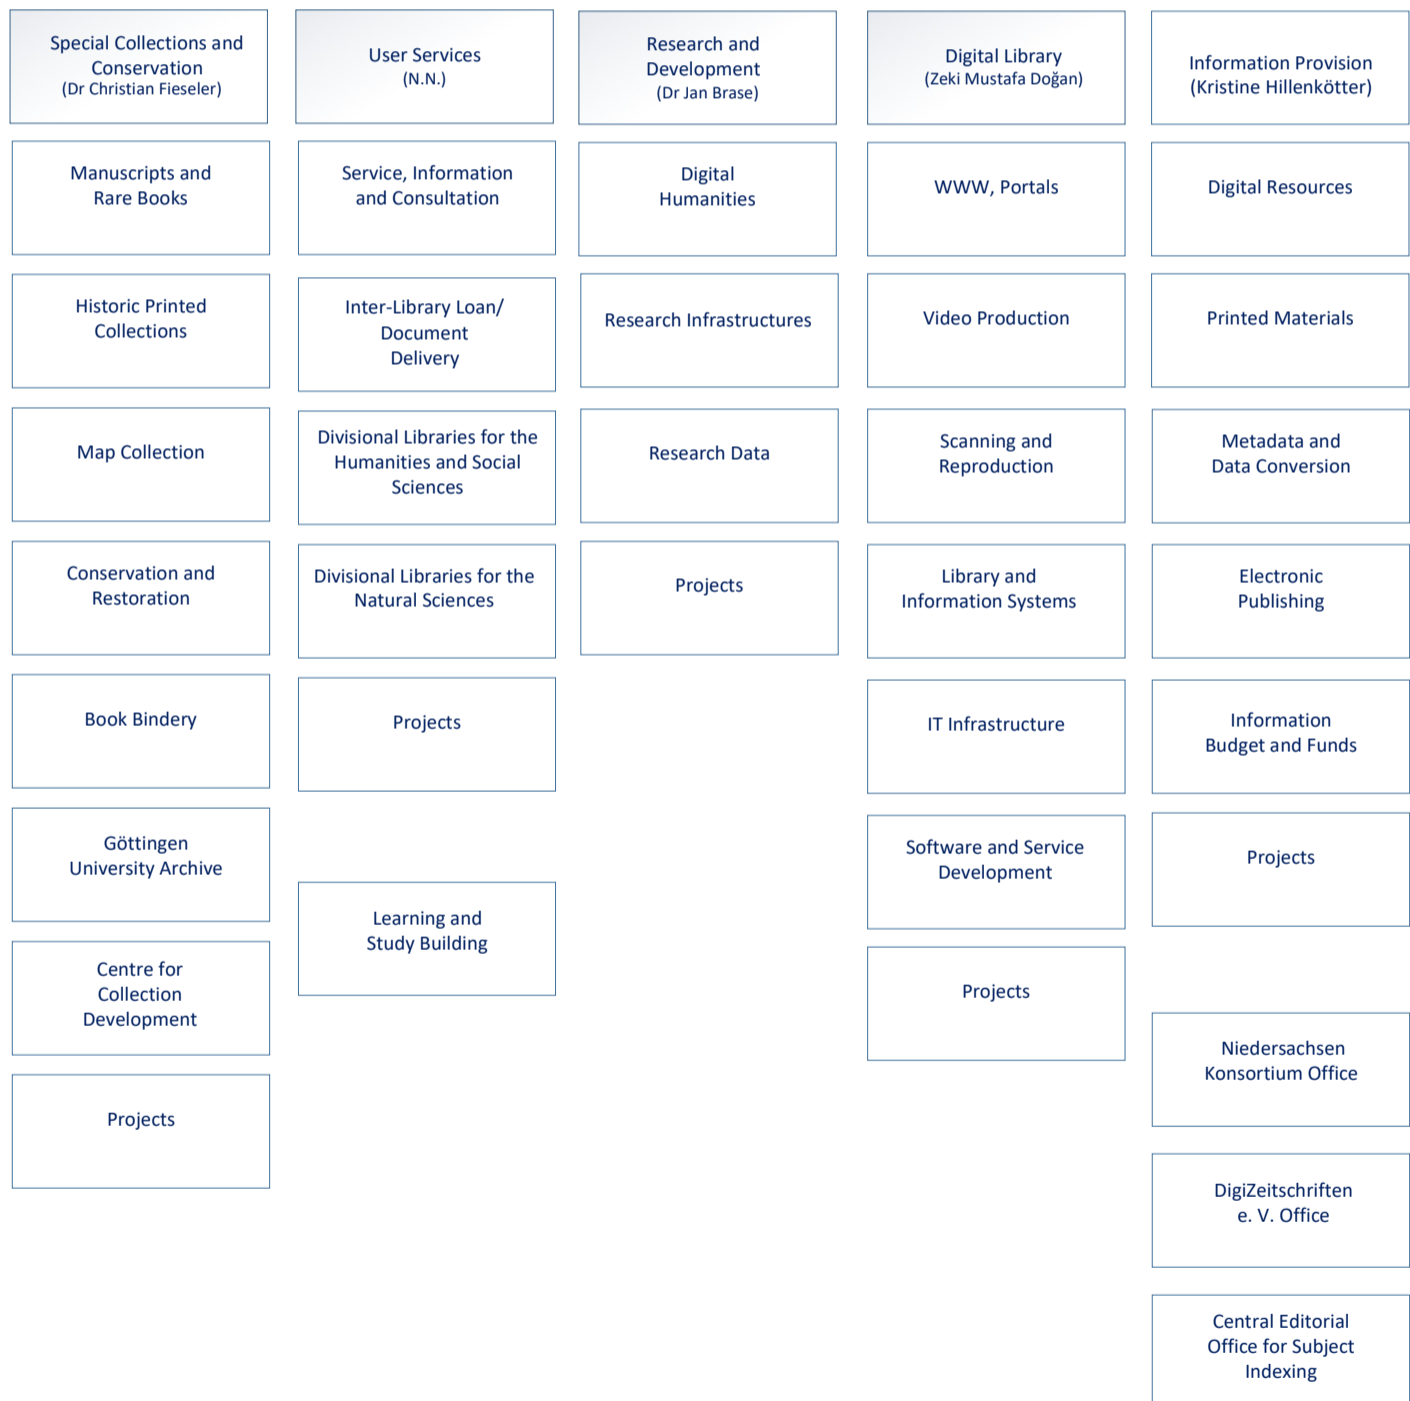 Special Collections and
Conservation
(Dr Christian Fieseler)
Manuscripts and
Rare Books
Historic Printed
Collections
Map Collection
Conservation and
Restoration
Book Bindery
Göttingen
University Archive
Centre for
Collection
Development
Projects
User Services
(N.N.)
Service, Information
and Consultation
Inter-Library Loan/
Document
Delivery
Divisional Libraries for the
Humanities and Social
Sciences
Divisional Libraries for the
Natural Sciences
Projects
Learning and
Study Building
Research and
Development
(Dr Jan Brase)
Digital
Humanities
Research Infrastructures
Research Data
Projects
Digital Library
(Zeki Mustafa Doğan)
WWW, Portals
Video Production
Scanning and
Reproduction
Library and
Information Systems
IT Infrastructure
Software and Service
Development
Projects
Information Provision
(Kristine Hillenkötter)
Digital Resources
Printed Materials
Metadata and
Data Conversion
Electronic
Publishing
Information
Budget and Funds
Projects
Niedersachsen
Konsortium Office
DigiZeitschriften
e. V. Office
Central Editorial
Office for Subject
Indexing